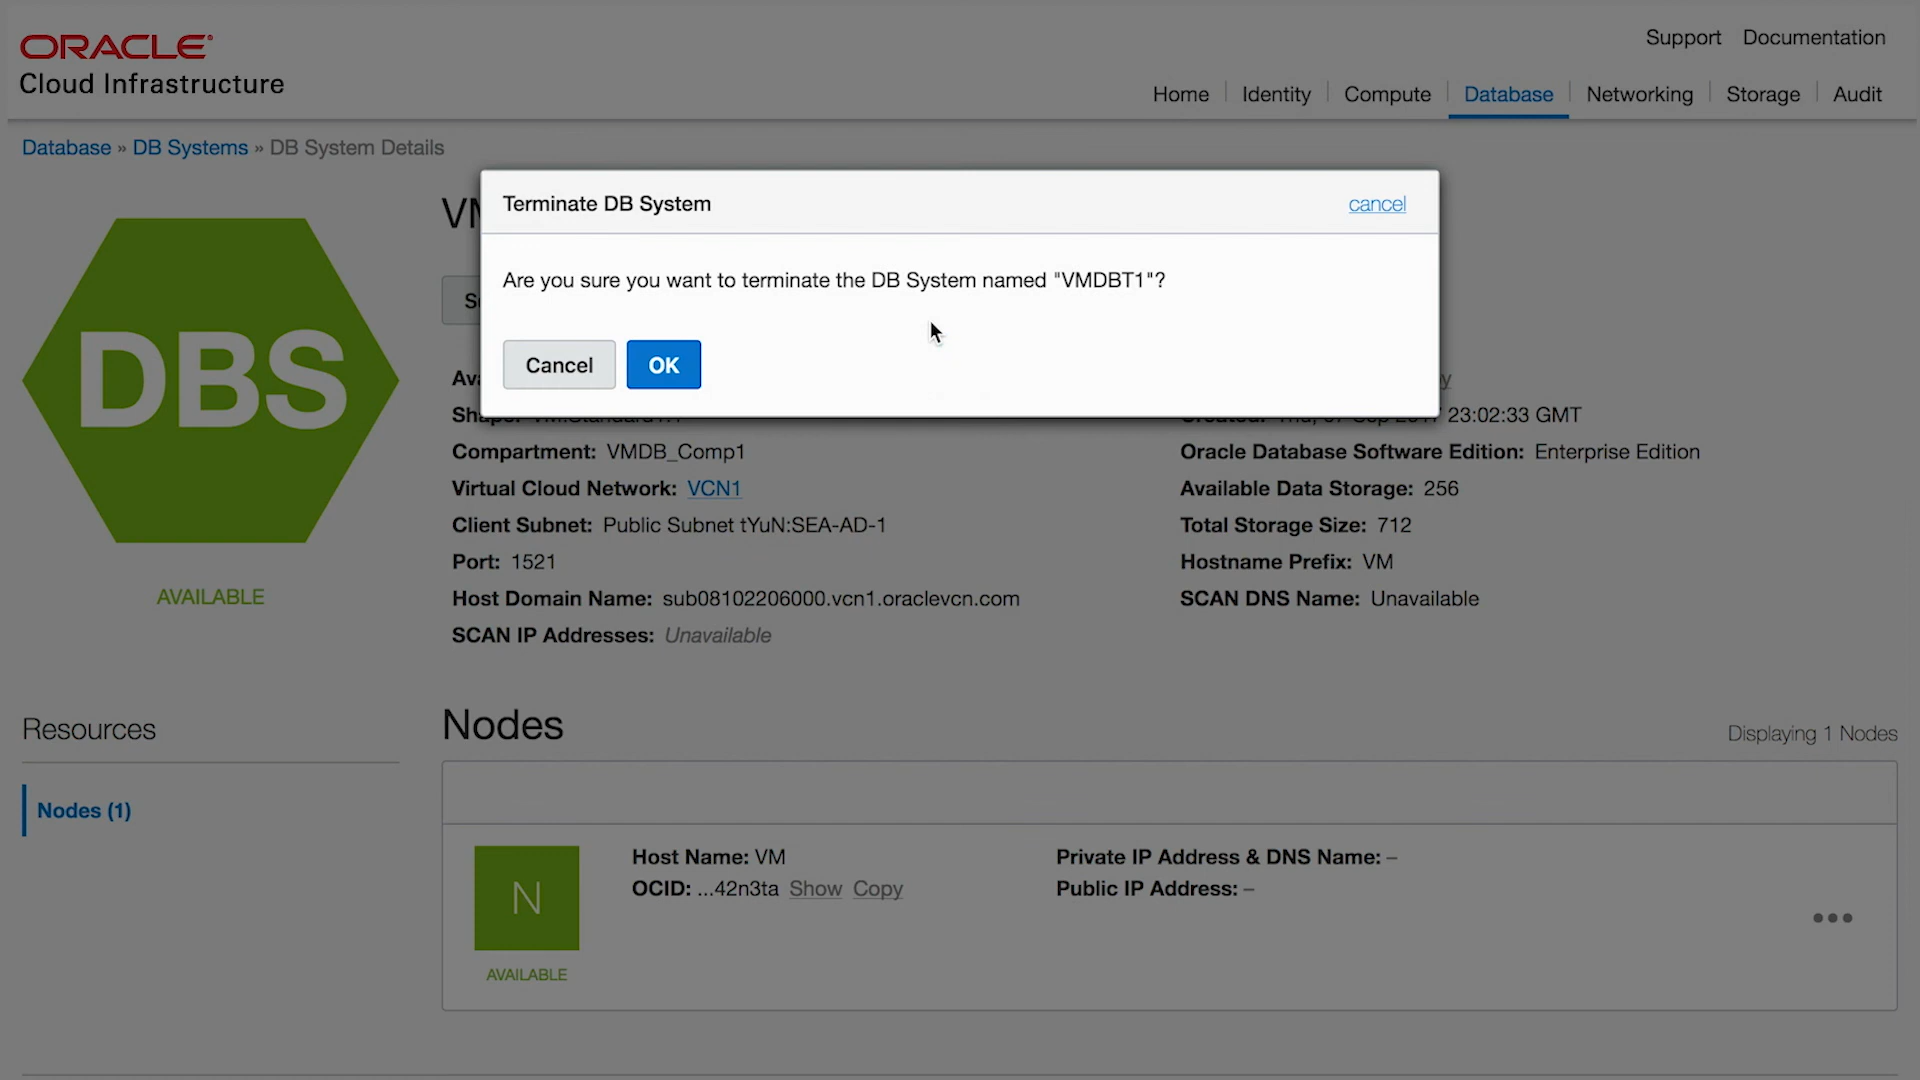 ORACLE
Cloud Infrastructure
Support Documentation
Home Identity Compute Database Networking Storage Audit
Database » DB Systems » DB System Details
Terminate DB System cancel
Are you sure you want to terminate the DB System named "VMDBT1"?
Cancel OK
DBS
AVAILABLE
Compartment: VMDB_Comp1
Virtual Cloud Network: VCN1
Client Subnet: Public Subnet tYuN:SEA-AD-1
Port: 1521
Host Domain Name: sub08102206000.vcn1.oraclevcn.com
SCAN IP Addresses: Unavailable
23:02:33 GMT
Oracle Database Software Edition: Enterprise Edition
Available Data Storage: 256
Total Storage Size: 712
Hostname Prefix: VM
SCAN DNS Name: Unavailable
Resources
Nodes (1)
Nodes
Displaying 1 Nodes
N
AVAILABLE
Host Name: VM
OCID: ...42n3ta Show Copy
Private IP Address & DNS Name: –
Public IP Address: –